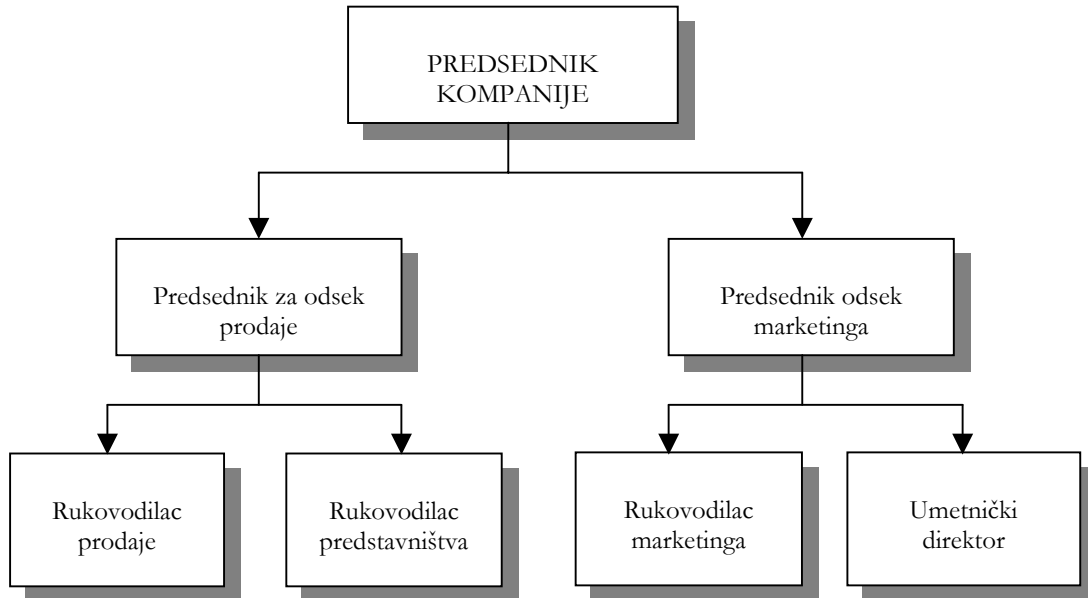 PREDSEDNIK
KOMPANIJE
Predsednik za odsek
prodaje
Predsednik odsek
marketinga
Rukovodilac
prodaje
Rukovodilac
predstavništva
Rukovodilac
marketinga
Umetnički
direktor